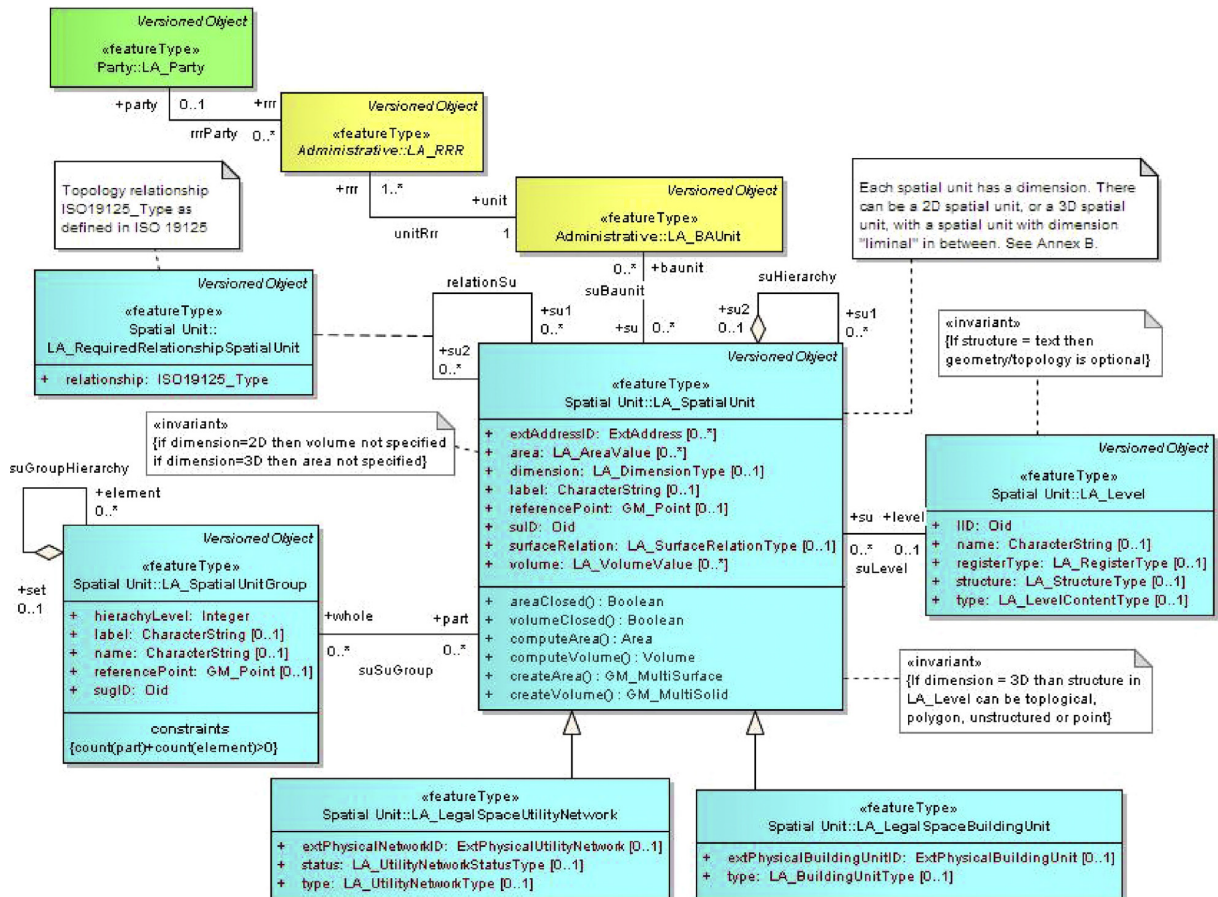 Versioned Object
«featureType»
Party::LA_Party
+party
0..1
+rrr
rrrParty
0..*
Versioned Object
«featureType»
Administrative::LA_RRR
+rrr
1..*
+unit
unitRrr
1
Versioned Object
«featureType»
Administrative::LA_BAUnit
Topology relationship
ISO19125_Type as
defined in ISO 19125
Each spatial unit has a dimension. There
can be a 2D spatial unit, or a 3D spatial
unit, with a spatial unit with dimension
"liminal" in between. See Annex B.
Versioned Object
«featureType»
Spatial Unit::
LA_RequiredRelationshipSpatialUnit
+ relationship: ISO19125_Type
relationSu
+su1
0..*
+su2
0..*
0..*
+baunit
suBaunit
+su
0..*
suHierarchy
+su2
0..1
+su1
0..*
«invariant»
{If structure = text then
geometry/topology is optional}
«invariant»
{if dimension=2D then volume not specified
if dimension=3D then area not specified}
Versioned Object
«featureType»
Spatial Unit::LA_SpatialUnit
+ extAddressID: ExtAddress [0..*]
+ area: LA_AreaValue [0..*]
+ dimension: LA_DimensionType [0..1]
+ label: CharacterString [0..1]
+ referencePoint: GM_Point [0..1]
+ suID: Oid
+ surfaceRelation: LA_SurfaceRelationType [0..1]
+ volume: LA_VolumeValue [0..*]
+ areaClosed() : Boolean
+ volumeClosed() : Boolean
+ computeArea() : Area
+ computeVolume() : Volume
+ createArea() : GM_MultiSurface
+ createVolume() : GM_MultiSolid
Versioned Object
«featureType»
Spatial Unit::LA_Level
+ lID: Oid
+ name: CharacterString [0..1]
+ registerType: LA_RegisterType [0..1]
+ structure: LA_StructureType [0..1]
+ type: LA_LevelContentType [0..1]
+su
+level
0..*
0..1
suLevel
suGroupHierarchy
+element
0..*
+set
0..1
Versioned Object
«featureType»
Spatial Unit::LA_SpatialUnitGroup
+ hierachyLevel: Integer
+ label: CharacterString [0..1]
+ name: CharacterString [0..1]
+ referencePoint: GM_Point [0..1]
+ sugID: Oid
constraints
{count(part)+count(element)>0}
+whole
+part
0..*
0..*
suSuGroup
«invariant»
{If dimension = 3D than structure in
LA_Level can be toplogical,
polygon, unstructured or point}
«featureType»
Spatial Unit::LA_LegalSpaceUtilityNetwork
+ extPhysicalNetworkID: ExtPhysicalUtilityNetwork [0..1]
+ status: LA_UtilityNetworkStatusType [0..1]
+ type: LA_UtilityNetworkType [0..1]
«featureType»
Spatial Unit::LA_LegalSpaceBuildingUnit
+ extPhysicalBuildingUnitID: ExtPhysicalBuildingUnit [0..1]
+ type: LA_BuildingUnitType [0..1]